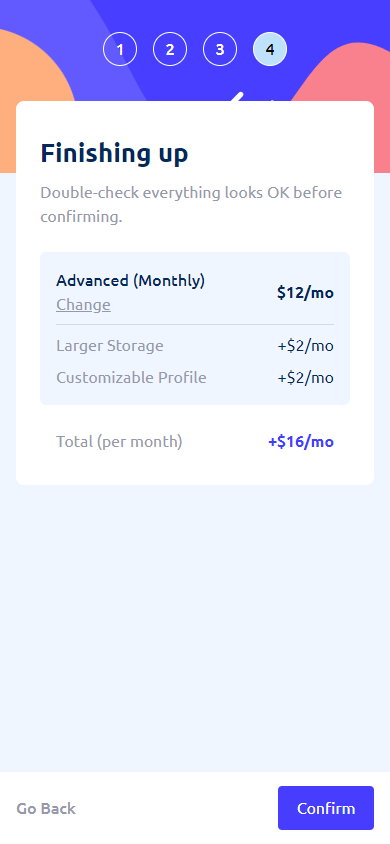 1 2 3 4
Finishing up
Double-check everything looks OK before
confirming.
Advanced (Monthly)
$12/mo
Change
Larger Storage +$2/mo
Customizable Profile +$2/mo
Total (per month) +$16/mo
Go Back Confirm